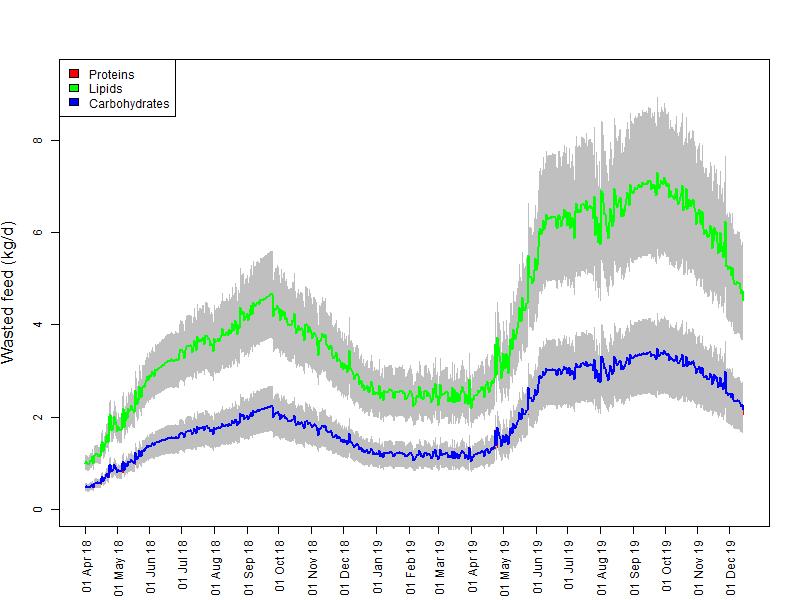 Proteins
Lipids
Carbohydrates
Wasted feed (kg/d)
8
6
4
2
0
01 Apr 18
01 May 18
01 Jun 18
01 Jul 18
01 Aug 18
01 Sep 18
01 Oct 18
01 Nov 18
01 Dec 18
01 Jan 19
01 Feb 19
01 Mar 19
01 Apr 19
01 May 19
01 Jun 19
01 Jul 19
01 Aug 19
01 Sep 19
01 Oct 19
01 Nov 19
01 Dec 19